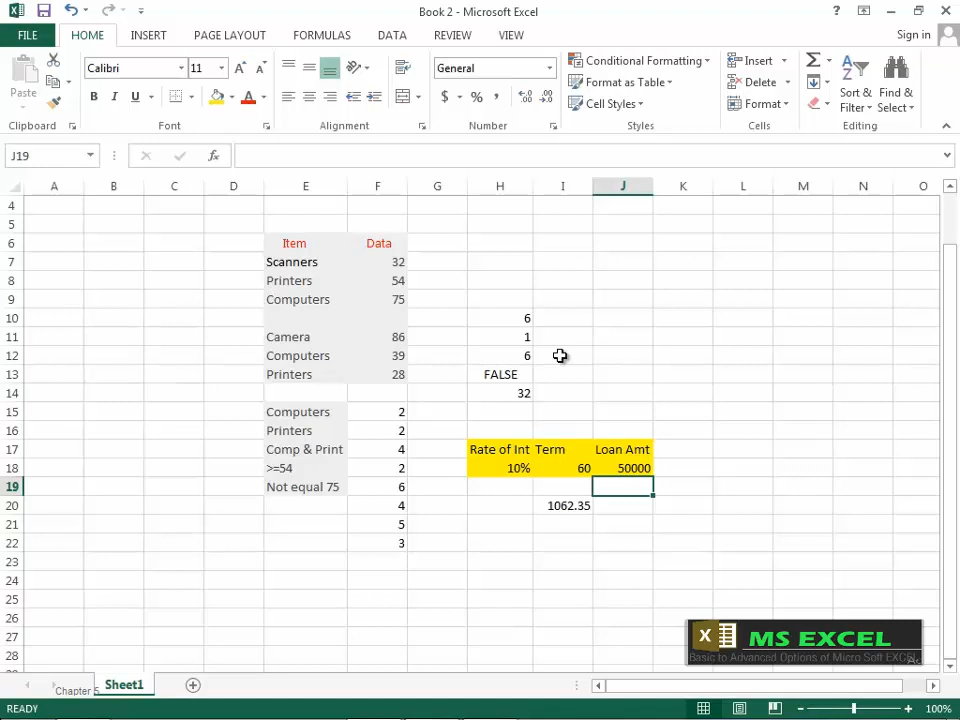 Book 2 - Microsoft Excel
FILE HOME INSERT PAGE LAYOUT FORMULAS DATA REVIEW VIEW Sign in
Paste
Calibri 11
B I U
General
$ % ,
Conditional Formatting
Format as Table
Cell Styles
Insert
Delete
Format
Sort & Filter
Find & Select
Clipboard Font Alignment Number Styles Cells Editing
J19 fx
A B C D E F G H I J K L M N O
4
5
6 Item Data
7 Scanners 32
8 Printers 54
9 Computers 75
10 6
11 Camera 86 1
12 Computers 39 6
13 Printers 28 FALSE
14 32
15 Computers 2
16 Printers 2
17 Comp & Print 4 Rate of Int Term Loan Amt
18 >=54 2 10% 60 50000
19 Not equal 75 6
20 4 1062.35
21 5
22 3
23
24
25
26
27
28
X MS EXCEL
Basic to Advanced Options of Micro Soft EXCEL
Chapter 5
Sheet1
READY 100%